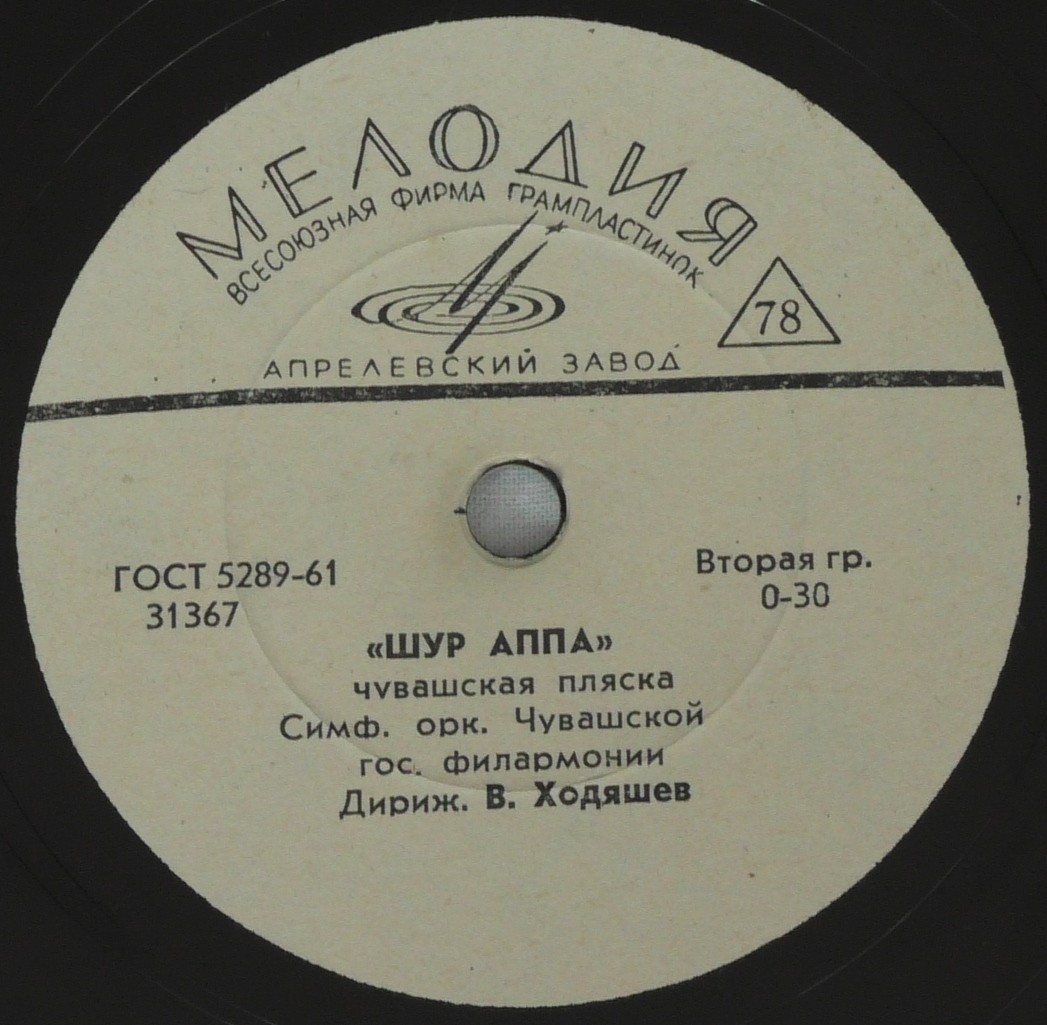 МЕЛОДИЯ
ВСЕСОЮЗНАЯ ФИРМА ГРАМПЛАСТИНОК
78
АПРЕЛЕВСКИЙ ЗАВОД
ГОСТ 5289-61
31367
Вторая гр.
0-30
«ШУР АППА»
чувашская пляска
Симф. орк. Чувашской
гос. филармонии
Дириж. В. Ходяшев